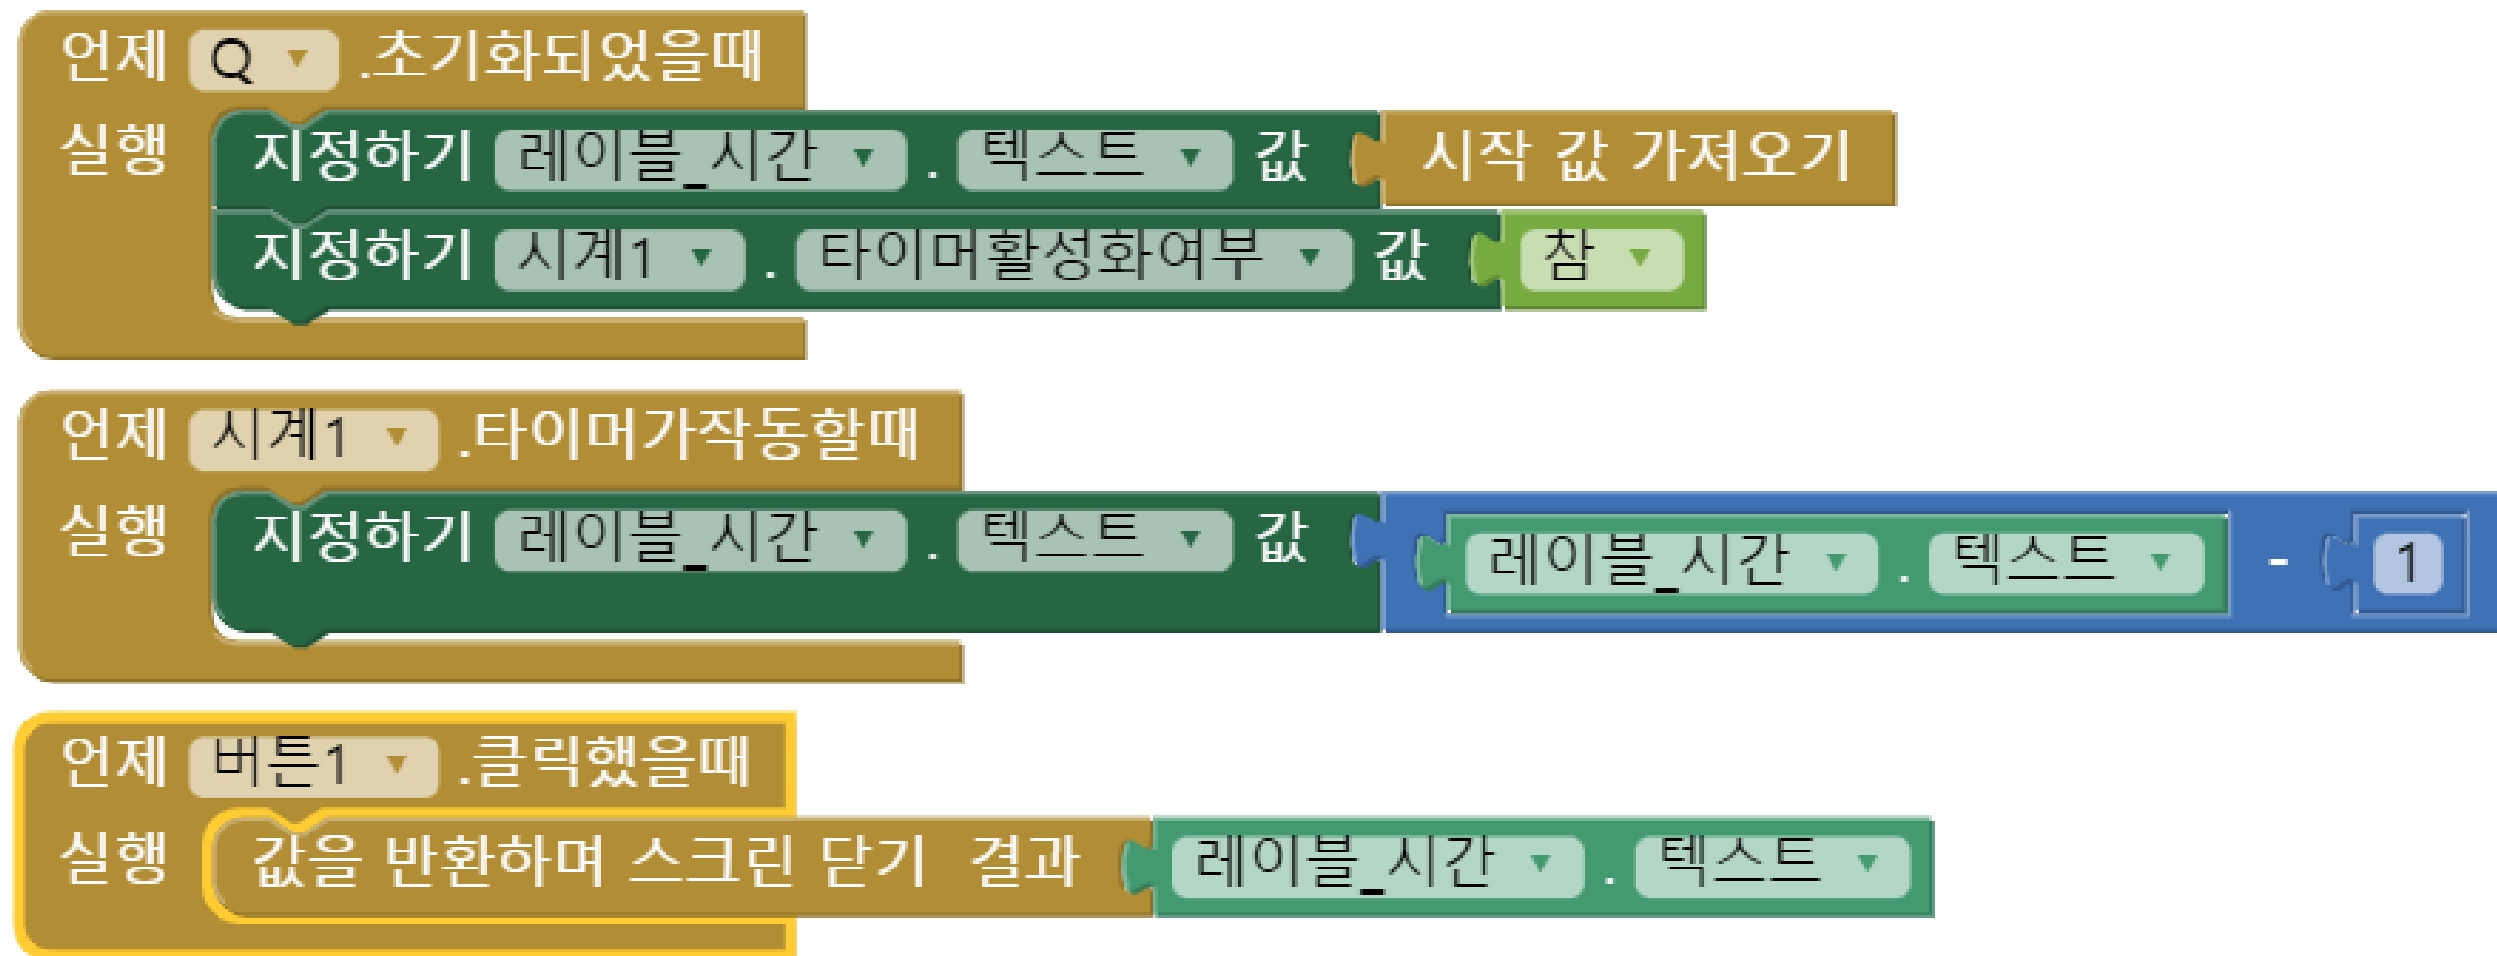 언제 Q .초기화되었을때
실행 지정하기 레이블_시간 . 텍스트 값 시작 값 가져오기
지정하기 시계1 . 타이머활성화여부 값 참
언제 시계1 .타이머가작동할때
실행 지정하기 레이블_시간 . 텍스트 값 레이블_시간 . 텍스트 - 1
언제 버튼1 .클릭했을때
실행 값을 반환하며 스크린 닫기 결과 레이블_시간 . 텍스트